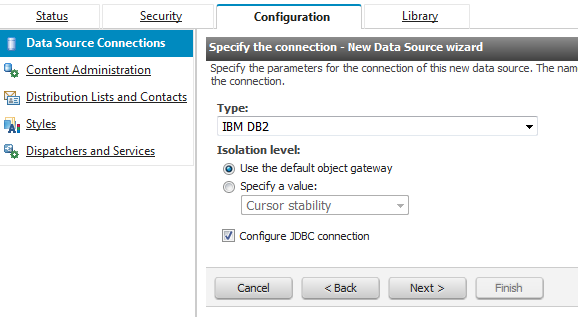 Status
Security
Configuration
Library
Data Source Connections
Content Administration
Distribution Lists and Contacts
Styles
Dispatchers and Services
Specify the connection - New Data Source wizard
Specify the parameters for the connection of this new data source. The nam
the connection.
Type:
IBM DB2
Isolation level:
Use the default object gateway
Specify a value:
Cursor stability
Configure JDBC connection
Cancel
< Back
Next >
Finish